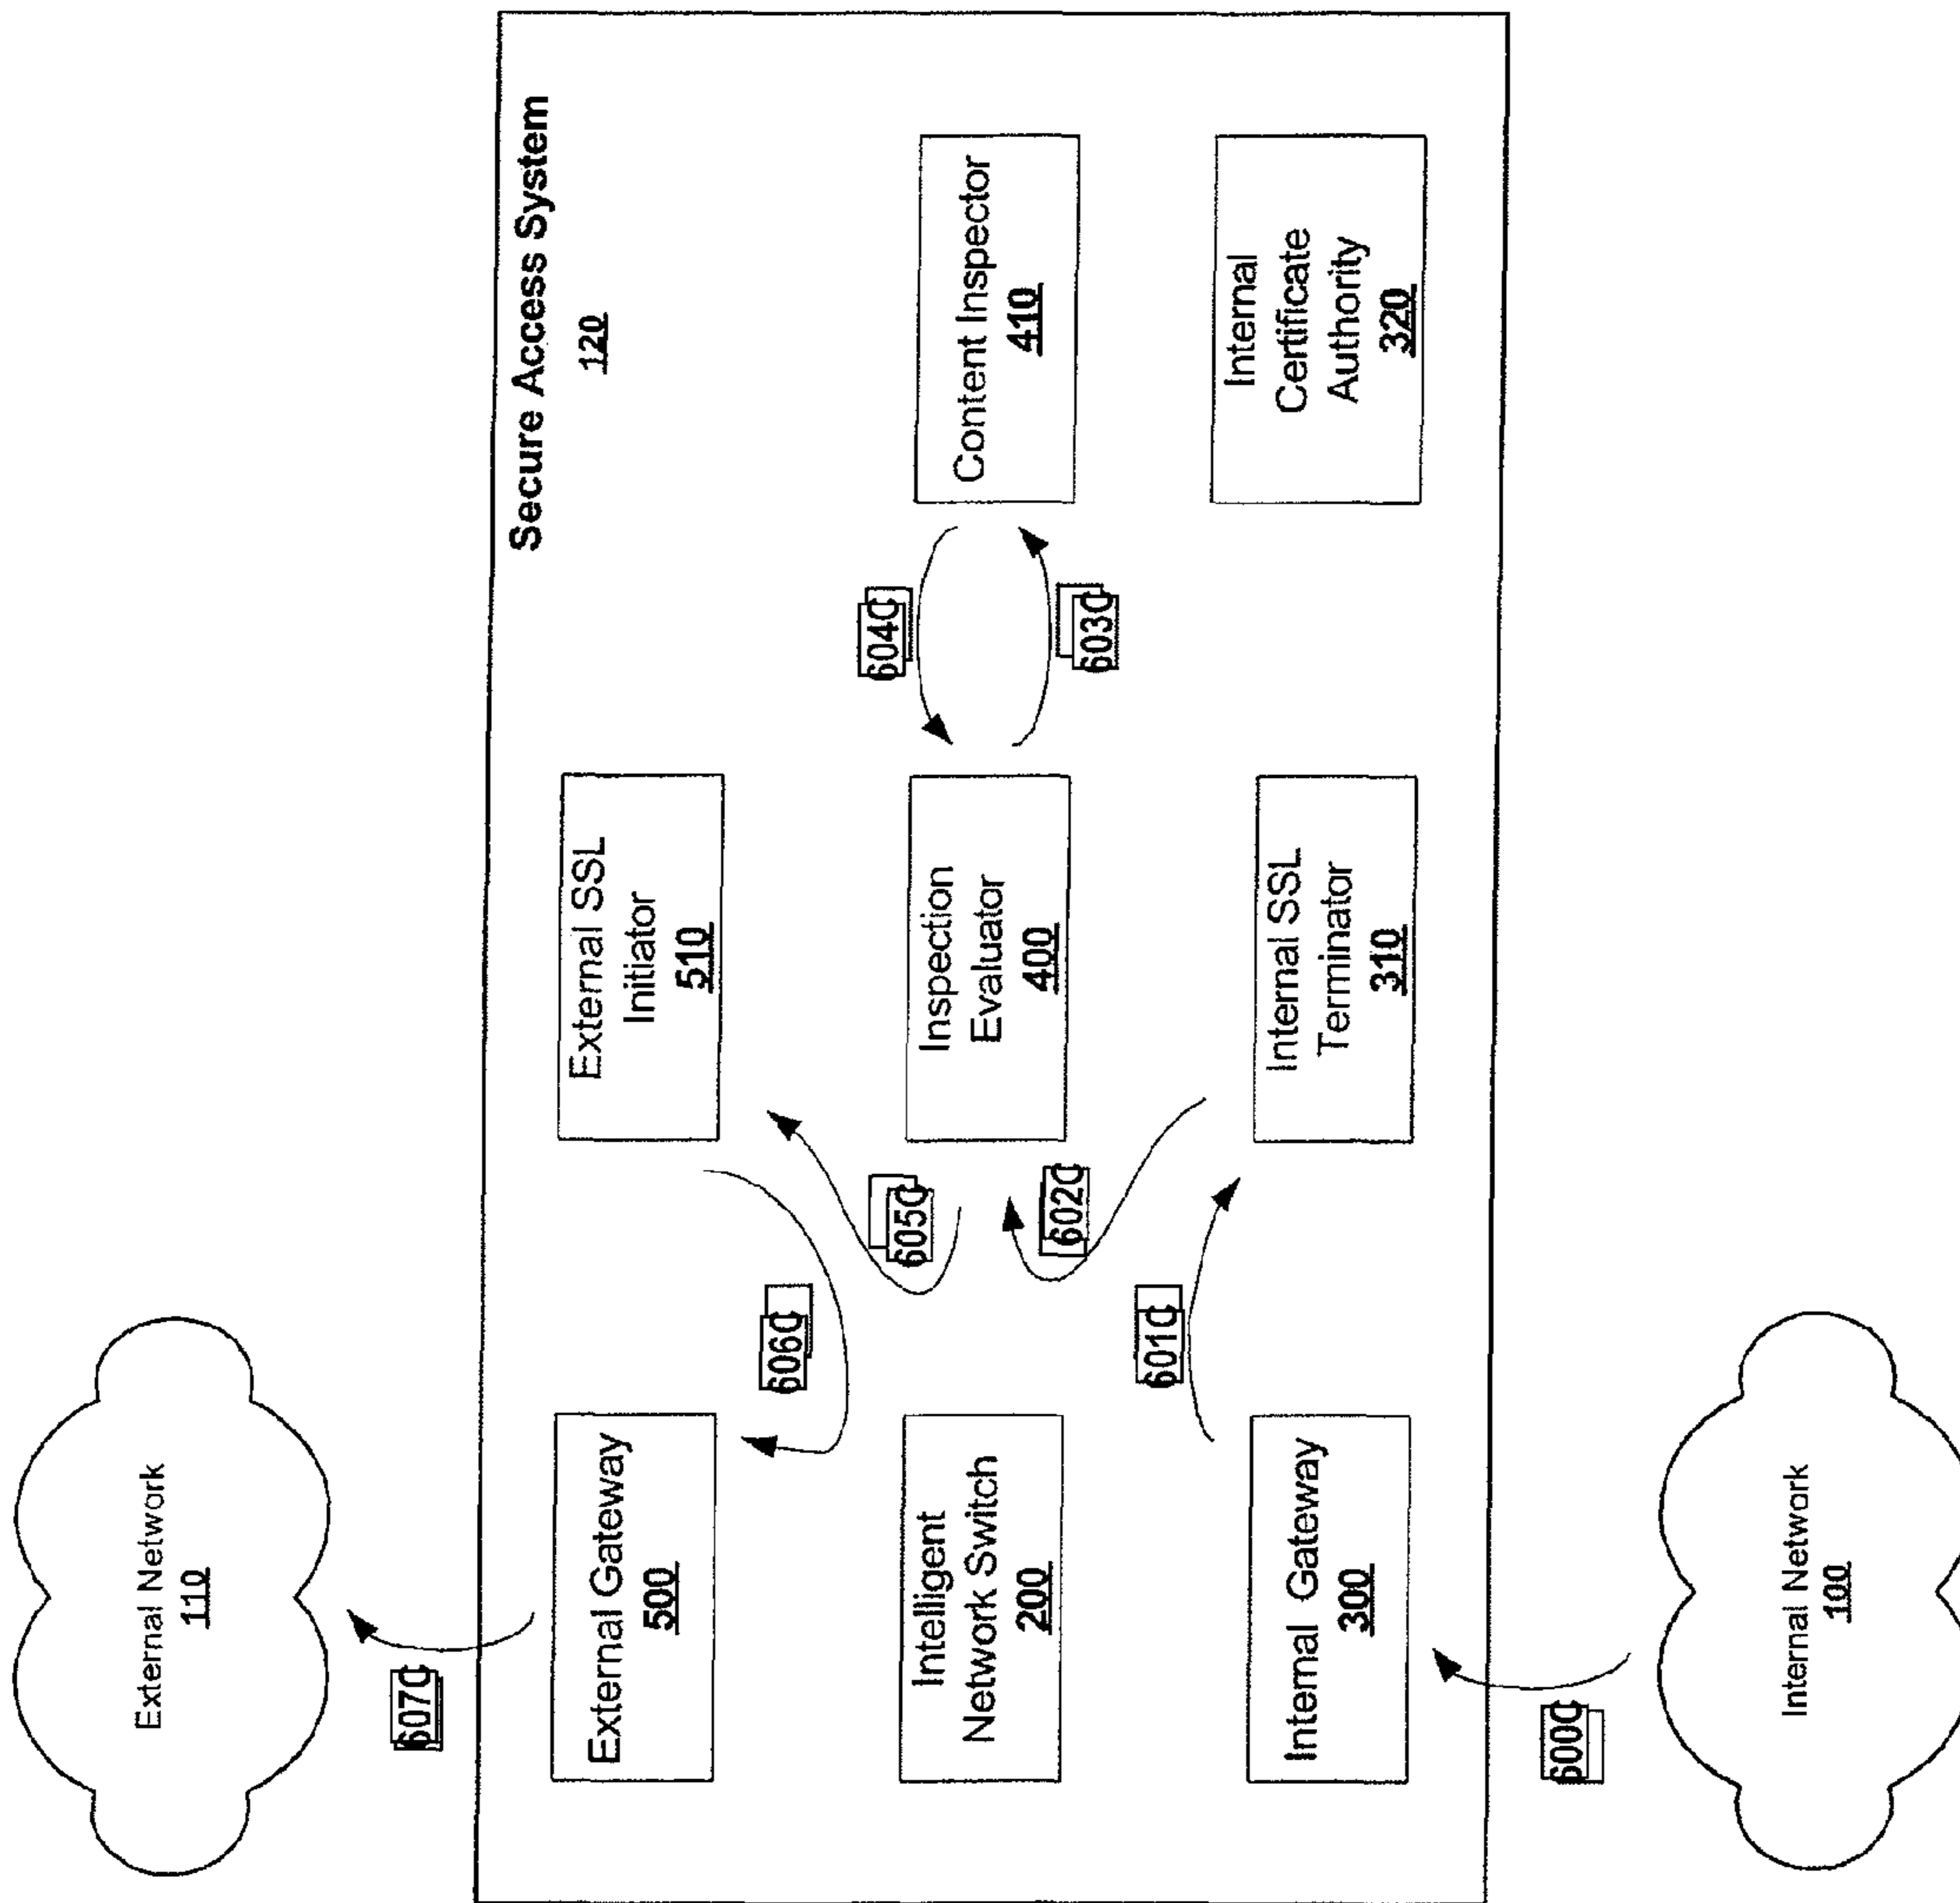 Secure Access System
120
External Network
110
607C
External Gateway
500
606C
External SSL
Initiator
510
605C
Intelligent
Network Switch
200
Inspection
Evaluator
400
604C
603C
Content Inspector
410
602C
601C
Internal Gateway
300
Internal SSL
Terminator
310
Internal
Certificate
Authority
320
600C
Internal Network
100